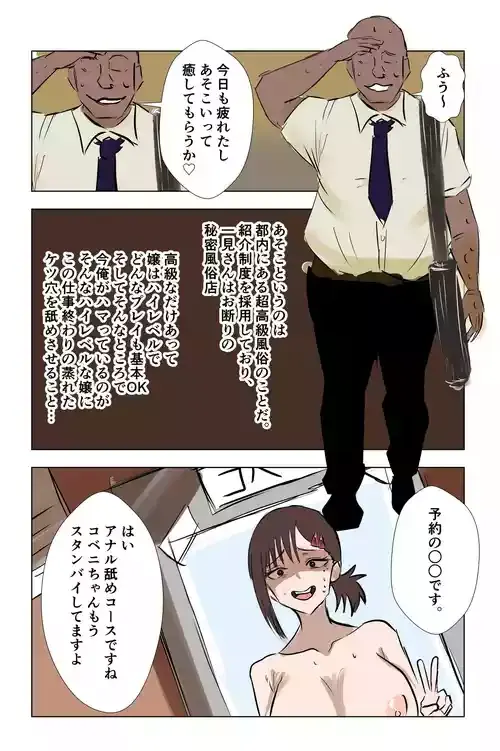 ふう〜
今日も疲れたし
あそこいって
癒してもらうか♡
あそこというのは
都内にある超高級風俗のことだ。
紹介制度を採用しており、
一見さんはお断りの
秘密風俗店
高級なだけあって
嬢はハイレベルで
どんなプレイも基本OK
そしてそんなところで
今俺がハマっているのが
そんなハイレベルな嬢に
この仕事終わりの蒸れた
ケツ穴を舐めさせること…
予約の〇〇です。
はい
アナル舐めコースですね
コベニちゃんもう
スタンバイしてますよ